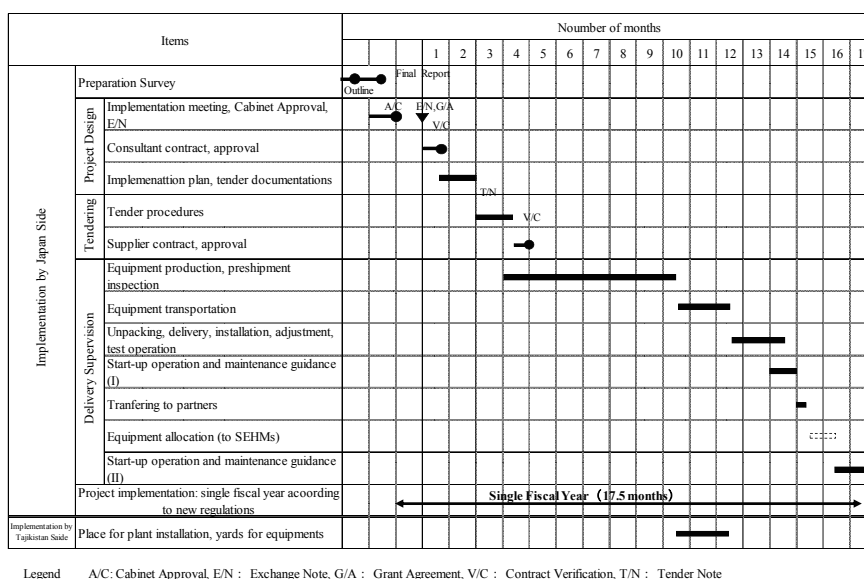 Items
Noumber of months
1 2 3 4 5 6 7 8 9 10 11 12 13 14 15 16 1
Implementation by Japan Side
Preparation Survey
Outline
Final Report
Project Design
Implementation meeting, Cabinet Approval,
E/N
A/C
E/N,G/A
Consultant contract, approval
V/C
Implemenattion plan, tender documentations
Tendering
Tender procedures
T/N
Supplier contract, approval
V/C
Delivery Supervision
Equipment production, preshipment
inspection
Equipment transportation
Unpacking, delivery, installation, adjustment,
test operation
Start-up operation and maintenance guidance
(I)
Tranfering to partners
Equipment allocation (to SEHMs)
Start-up operation and maintenance guidance
(II)
Project implementation: single fiscal year acoording
to new regulations
Single Fiscal Year（17.5 months）
Implementation by
Tajikistan Saide
Place for plant installation, yards for equipments
Legend A/C: Cabinet Approval, E/N : Exchange Note, G/A : Grant Agreement, V/C : Contract Verification, T/N : Tender Note